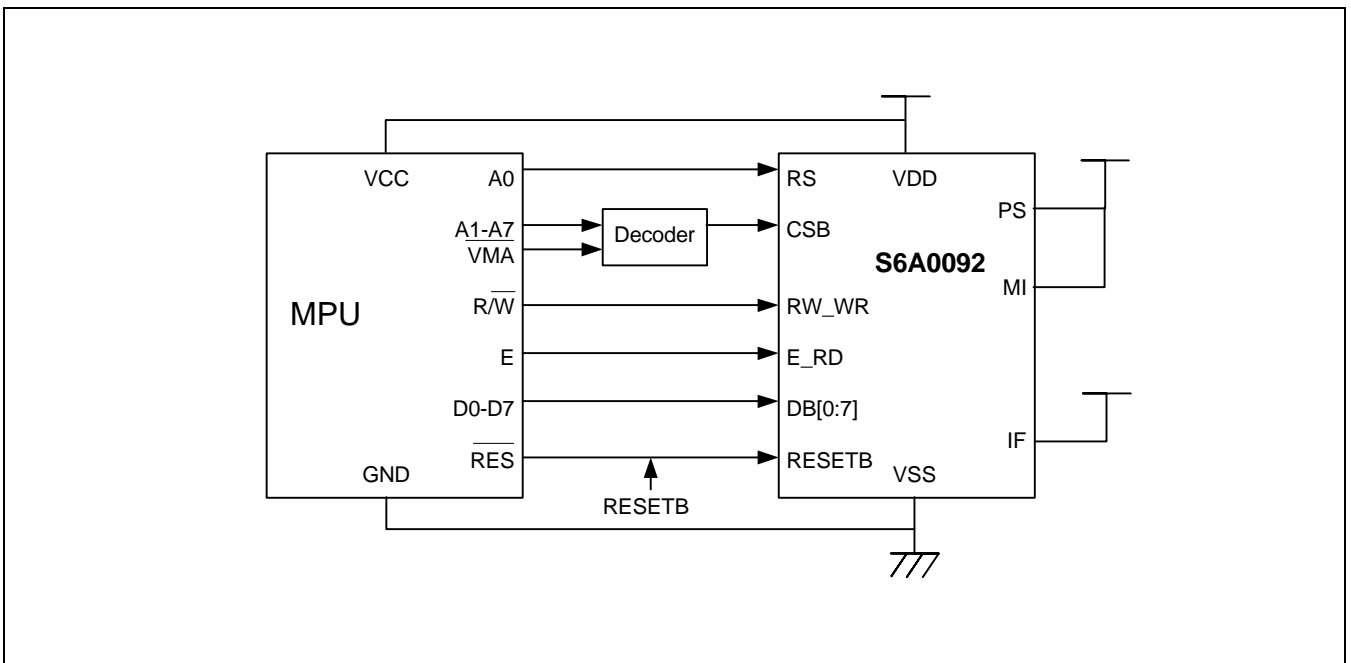 VCC
A0
A1-A7
VMA
R/W
E
D0-D7
RES
GND
MPU
Decoder
RESETB
RS
VDD
CSB
PS
S6A0092
MI
RW_WR
E_RD
DB[0:7]
IF
RESETB
VSS